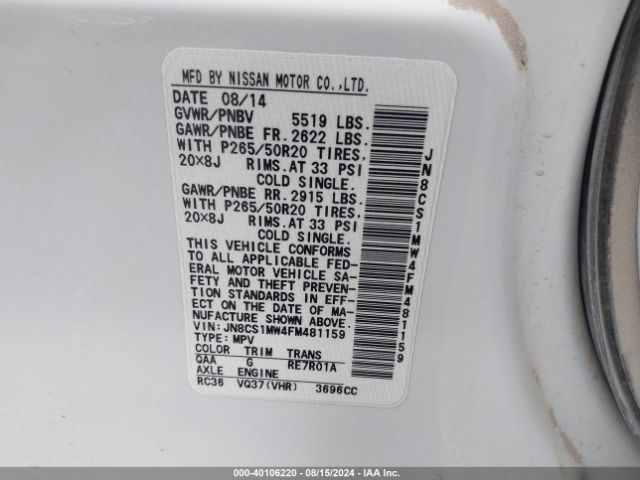 MFD BY NISSAN MOTOR CO.,LTD.
DATE 08/14
GVWR/PNBV 5519 LBS.
GAWR/PNBE FR. 2622 LBS.
WITH P265/50R20 TIRES,
20X8J RIMS.AT 33 PSI
COLD SINGLE.
GAWR/PNBE RR. 2915 LBS.
WITH P265/50R20 TIRES,
20X8J RIMS.AT 33 PSI
COLD SINGLE.
THIS VEHICLE CONFORMS
TO ALL APPLICABLE FED-
ERAL MOTOR VEHICLE SA-
FETY AND THEFT PREVEN-
TION STANDARDS IN EFF-
ECT ON THE DATE OF MA-
NUFACTURE SHOWN ABOVE.
VIN: JN8CS1MW4FM481159
TYPE: MPV
COLOR TRIM TRANS
QAA G RE7R01A
AXLE ENGINE
RC36 VQ37(VHR) 3696CC
JN8CS1MW4FM481159
000-40106220 - 08/15/2024 - IAA Inc.